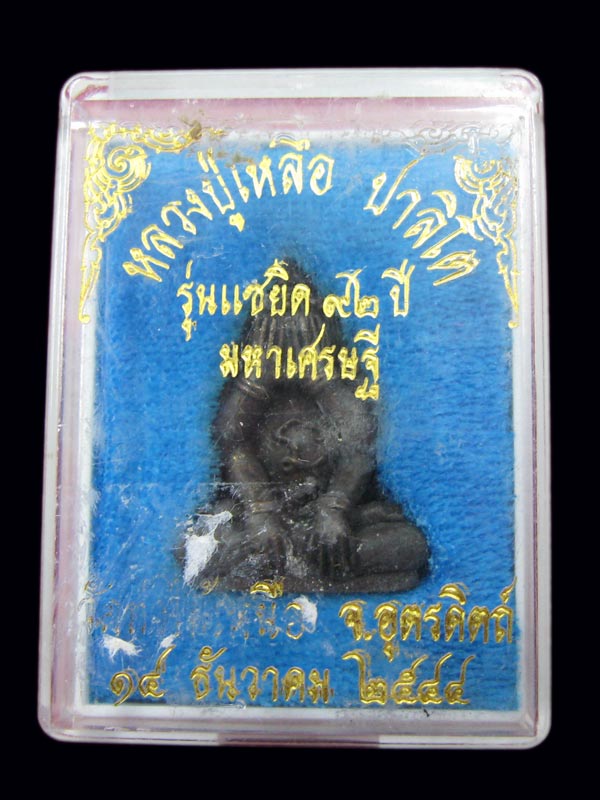 หลวงปู่เหลือ ปาลิโต
รุ่นแซยิด ๙๒ ปี
มหาเศรษฐี
จ.อุตรดิตถ์
๑๔ ธันวาคม ๒๕๔๔